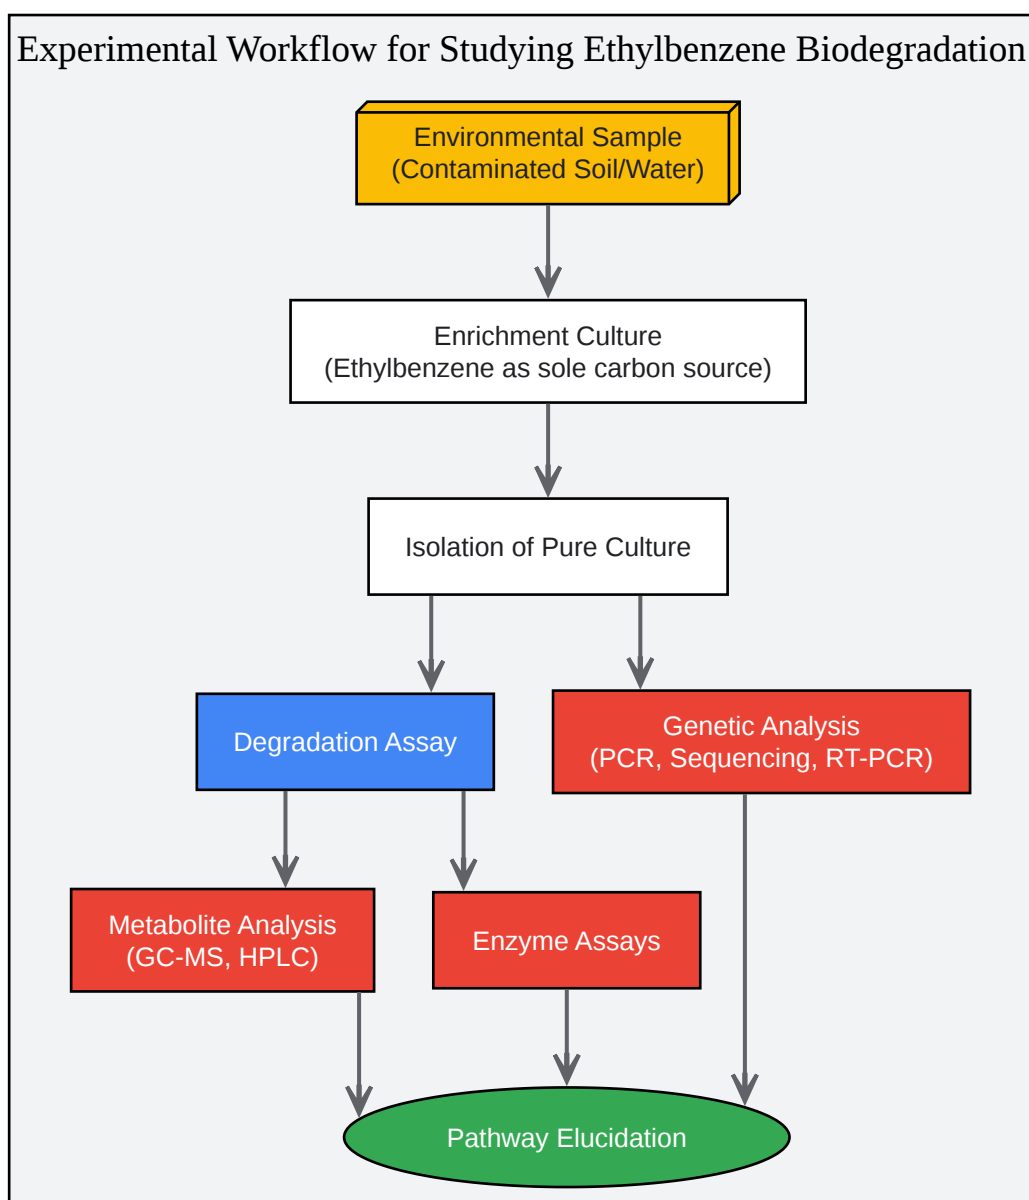 Experimental Workflow for Studying Ethylbenzene Biodegradation
Environmental Sample
(Contaminated Soil/Water)
Enrichment Culture
(Ethylbenzene as sole carbon source)
Isolation of Pure Culture
Degradation Assay
Genetic Analysis
(PCR, Sequencing, RT-PCR)
Metabolite Analysis
(GC-MS, HPLC)
Enzyme Assays
Pathway Elucidation